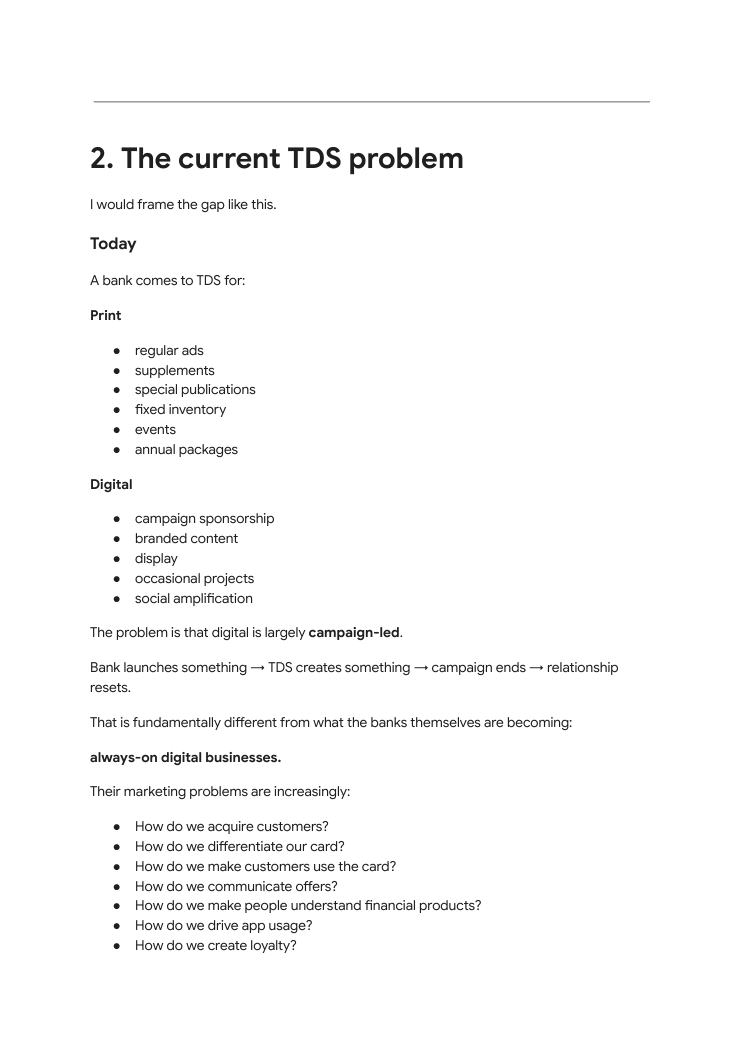 2. The current TDS problem
I would frame the gap like this.
Today
A bank comes to TDS for:
Print
● regular ads
● supplements
● special publications
● fixed inventory
● events
● annual packages
Digital
● campaign sponsorship
● branded content
● display
● occasional projects
● social amplification
The problem is that digital is largely campaign-led.
Bank launches something → TDS creates something → campaign ends → relationship
resets.
That is fundamentally different from what the banks themselves are becoming:
always-on digital businesses.
Their marketing problems are increasingly:
● How do we acquire customers?
● How do we differentiate our card?
● How do we make customers use the card?
● How do we communicate offers?
● How do we make people understand financial products?
● How do we drive app usage?
● How do we create loyalty?